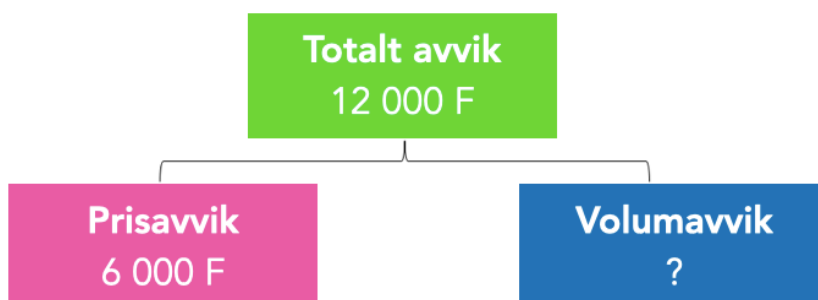 Totalt avvik
12 000 F
Prisavvik
6 000 F
Volumavvik
?